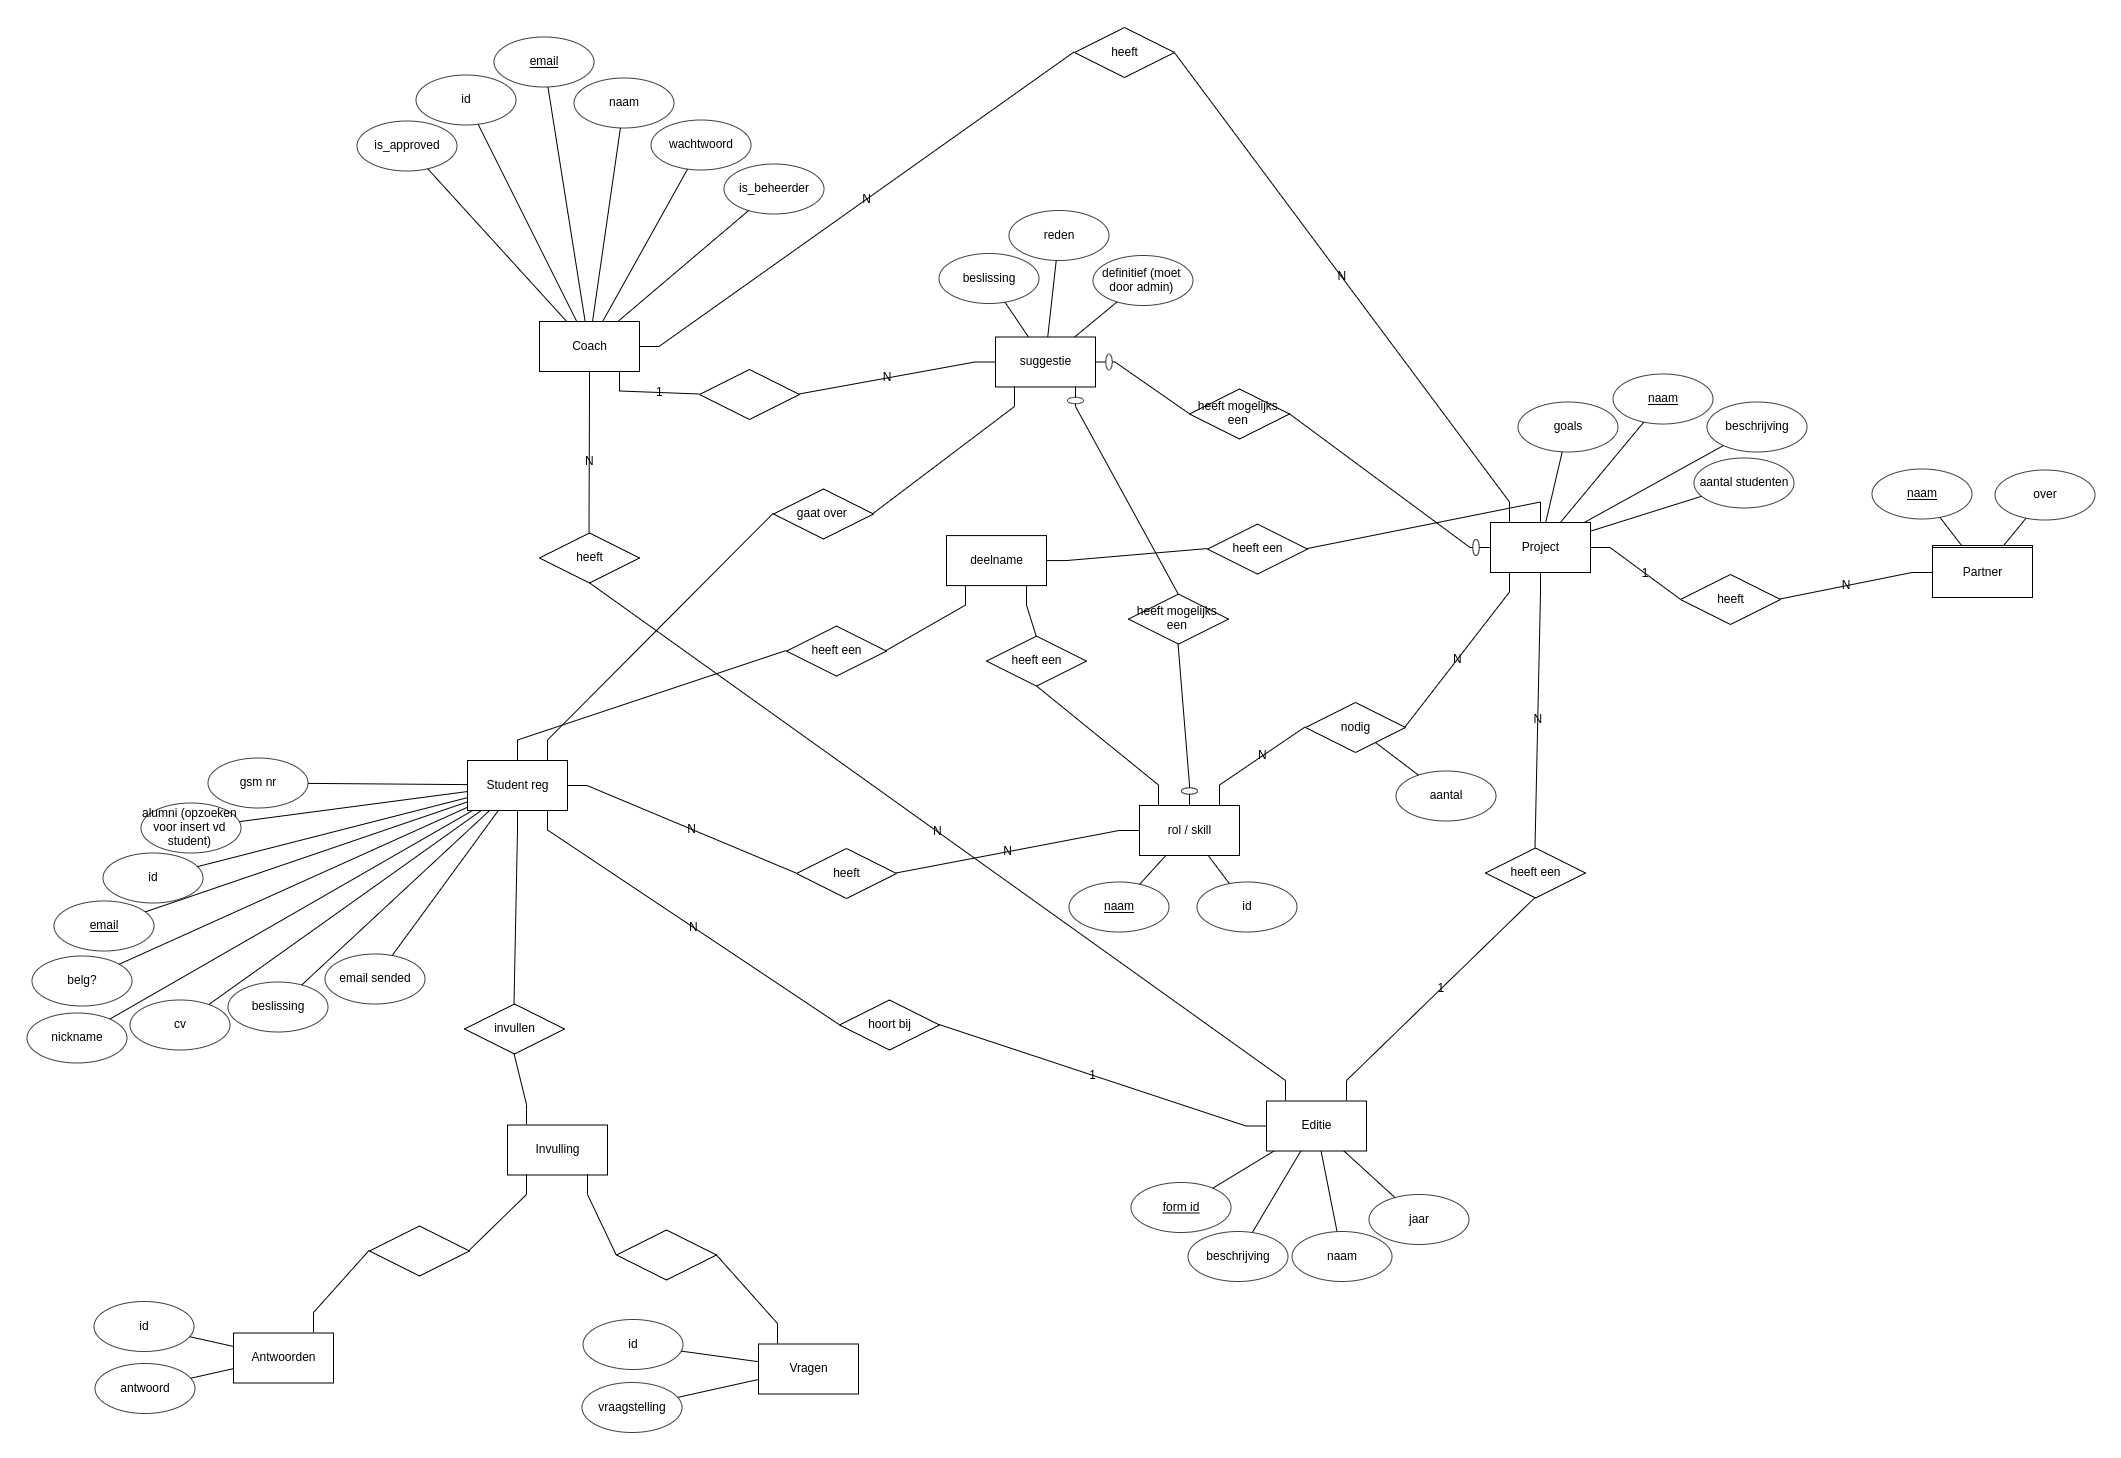 heeft
email
id
naam
is_approved
wachtwoord
is_beheerder
N
reden
beslissing
definitief (moet
door admin)
N
Coach
suggestie
N
1
heeft mogelijks
een
naam
goals
beschrijving
N
aantal studenten
naam
over
gaat over
heeft
deelname
heeft een
Project
Partner
1
N
heeft
heeft mogelijks
een
heeft een
heeft een
N
N
nodig
N
gsm nr
Student reg
aantal
alumni (opzoeken
voor insert vd
student)
N
N
rol / skill
N
id
heeft
heeft een
email
naam
id
N
belg?
email sended
1
beslissing
cv
nickname
invullen
hoort bij
1
Editie
Invulling
form id
jaar
beschrijving
naam
id
id
Antwoorden
Vragen
antwoord
vraagstelling